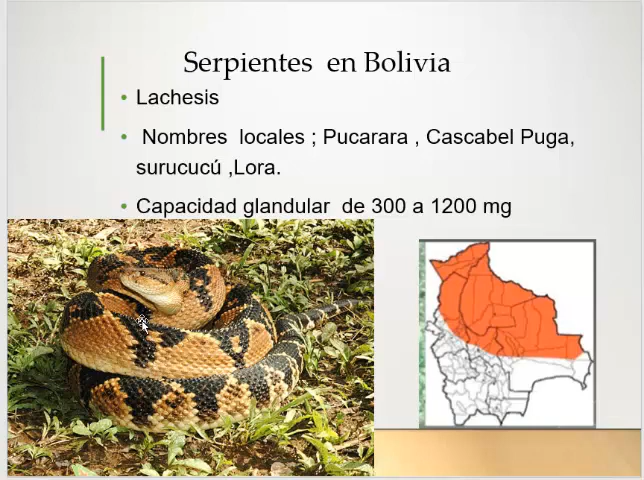 Serpientes en Bolivia
• Lachesis
• Nombres locales ; Pucarara , Cascabel Puga,
surucucú ,Lora.
• Capacidad glandular de 300 a 1200 mg